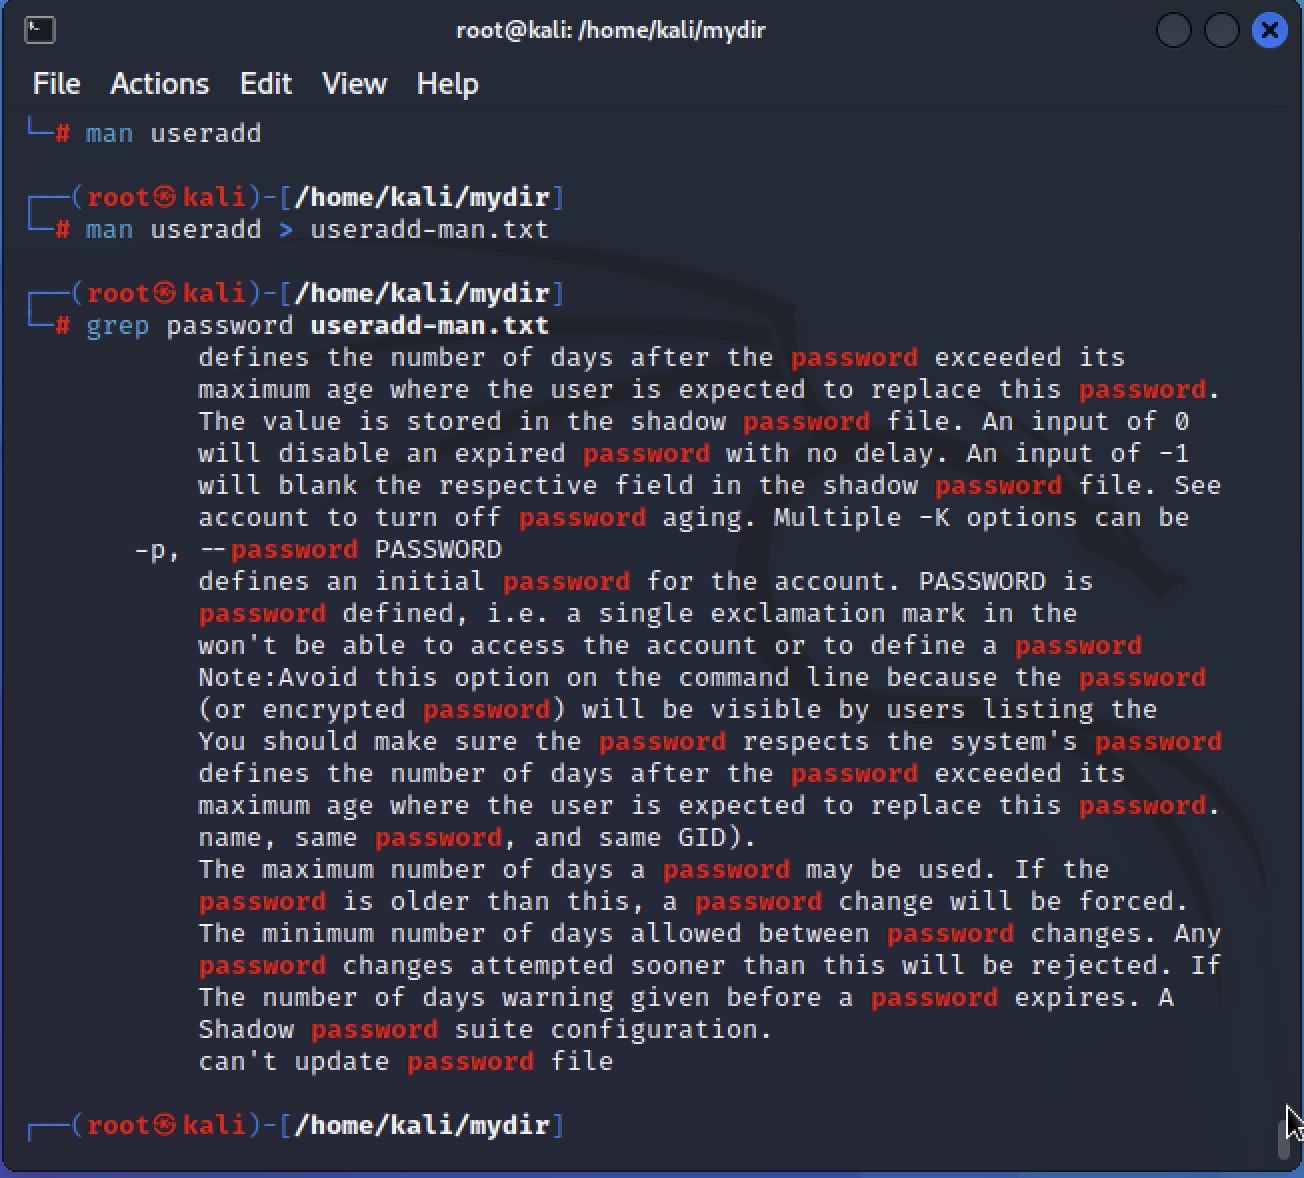 root@kali: /home/kali/mydir
File Actions Edit View Help
└─# man useradd
┌──(root㉿kali)-[/home/kali/mydir]
└─# man useradd > useradd-man.txt
┌──(root㉿kali)-[/home/kali/mydir]
└─# grep password useradd-man.txt
defines the number of days after the password exceeded its
maximum age where the user is expected to replace this password.
The value is stored in the shadow password file. An input of 0
will disable an expired password with no delay. An input of -1
will blank the respective field in the shadow password file. See
account to turn off password aging. Multiple -K options can be
-p, --password PASSWORD
defines an initial password for the account. PASSWORD is
password defined, i.e. a single exclamation mark in the
won't be able to access the account or to define a password
Note:Avoid this option on the command line because the password
(or encrypted password) will be visible by users listing the
You should make sure the password respects the system's password
defines the number of days after the password exceeded its
maximum age where the user is expected to replace this password.
name, same password, and same GID).
The maximum number of days a password may be used. If the
password is older than this, a password change will be forced.
The minimum number of days allowed between password changes. Any
password changes attempted sooner than this will be rejected. If
The number of days warning given before a password expires. A
Shadow password suite configuration.
can't update password file
┌──(root㉿kali)-[/home/kali/mydir]